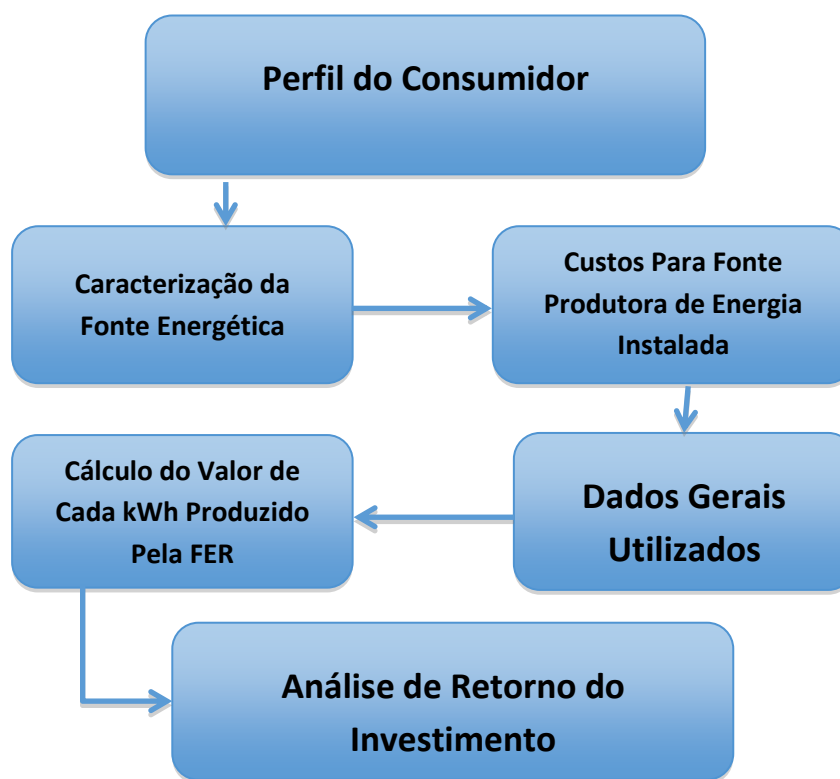 Perfil do Consumidor
Caracterização da
Fonte Energética
Custos Para Fonte
Produtora de Energia
Instalada
Dados Gerais
Utilizados
Cálculo do Valor de
Cada kWh Produzido
Pela FER
Análise de Retorno do
Investimento